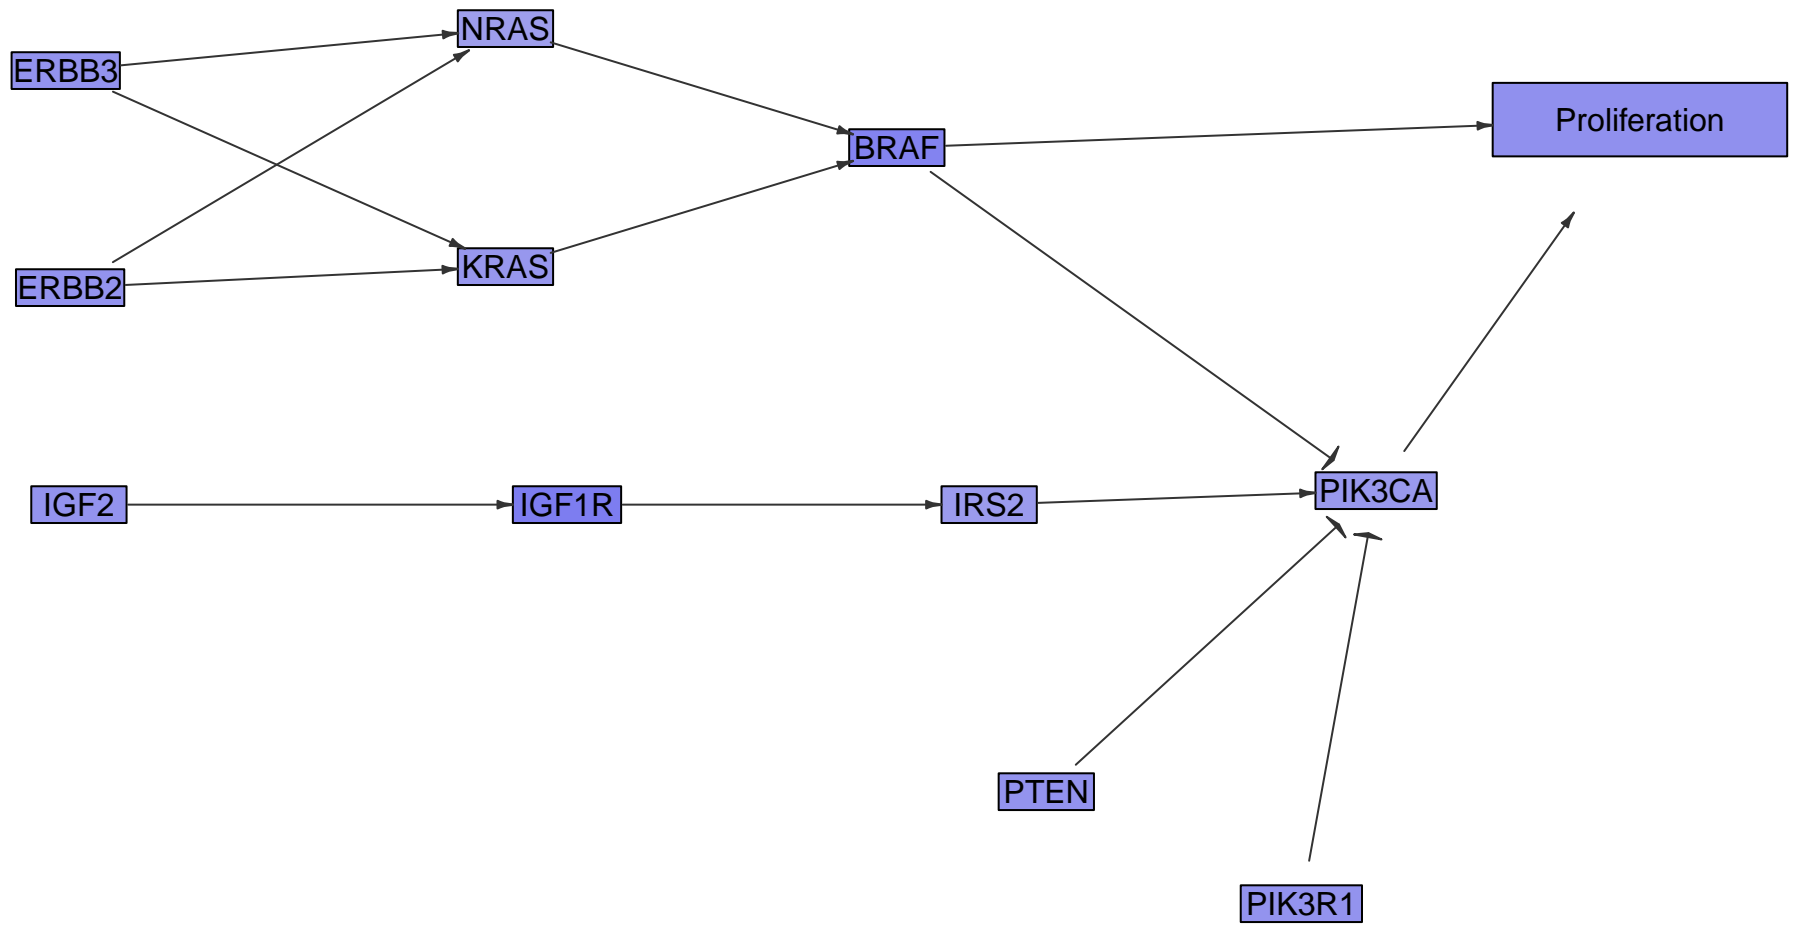 NRAS
ERBB3
Proliferation
BRAF
KRAS
ERBB2
PIK3CA
IGF2
IGF1R
IRS2
PTEN
PIK3R1